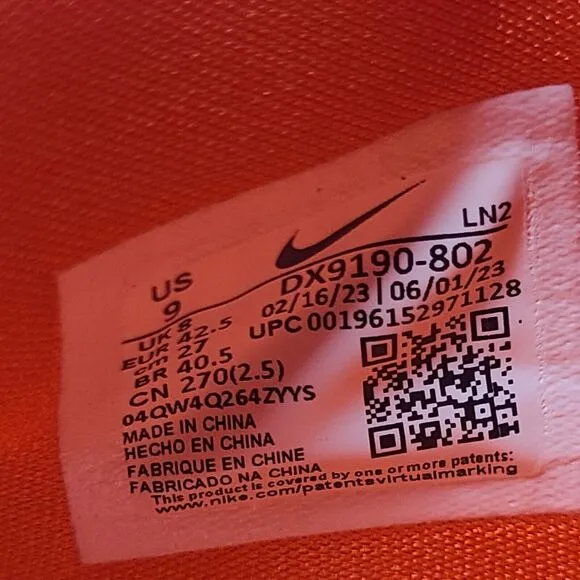 LN2
US
9
DX9190-802
02/16/23 | 06/01/23
UPC 00196152971128
UK 8
EUR 42.5
cm 27
BR 40.5
CN 270(2.5)
04QW4Q264ZYYS
MADE IN CHINA
HECHO EN CHINA
FABRIQUE EN CHINE
FABRICADO NA CHINA
This product is covered by one or more patents:
www.nike.com/patentsvirtualmarking